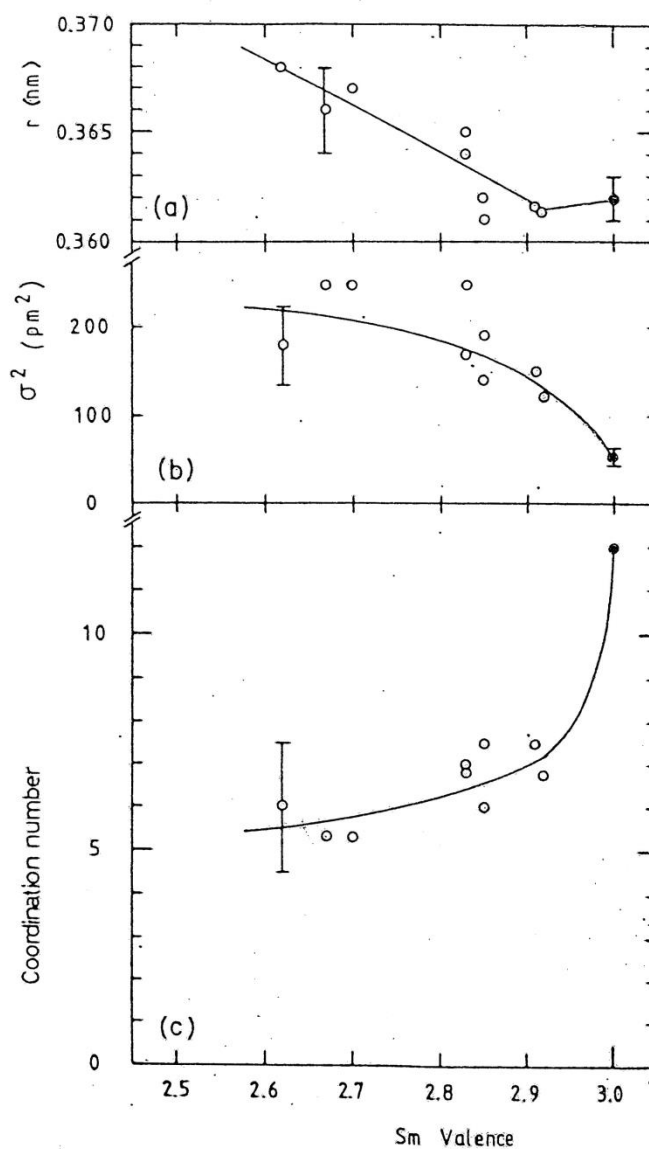 0.370
r (nm)
0.365
(a)
0.360
σ² (pm²)
200
100
(b)
0
10
Coordination number
5
(c)
0
2.5 2.6 2.7 2.8 2.9 3.0
Sm Valence